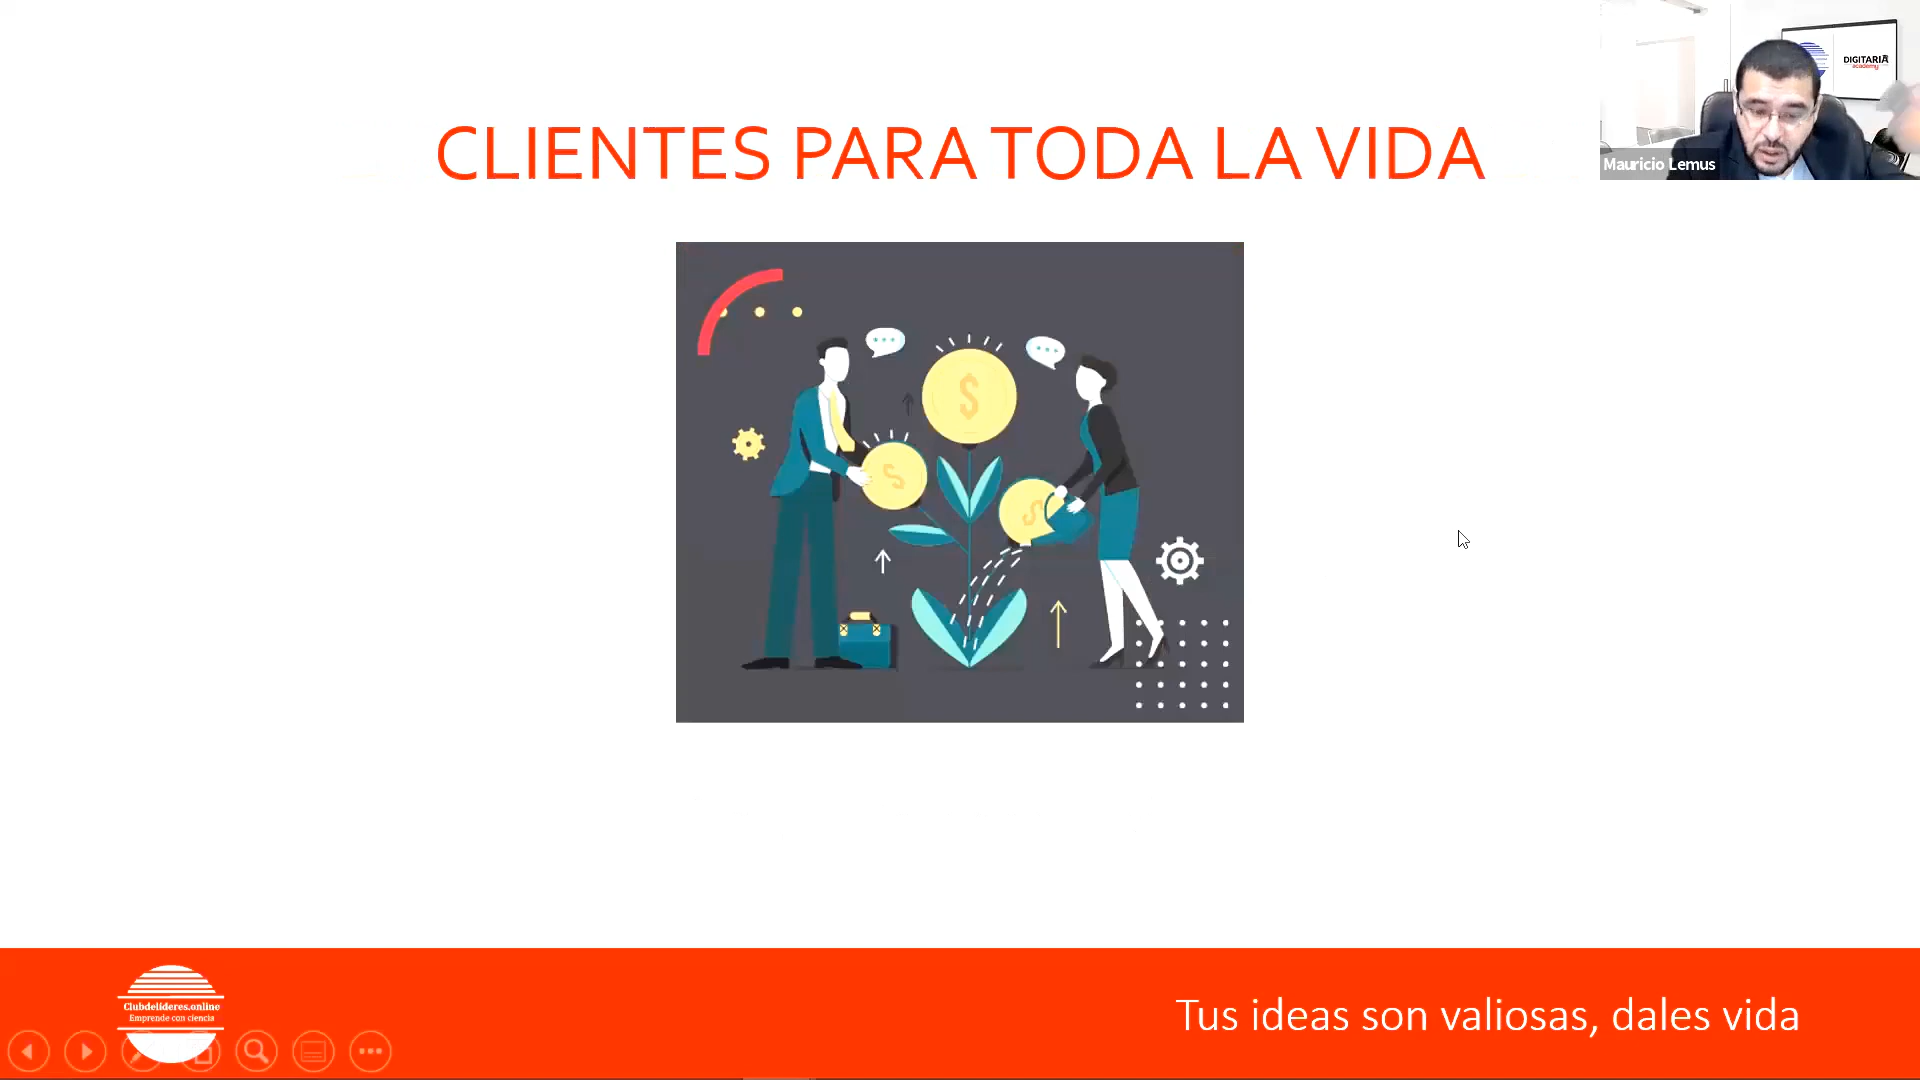 CLIENTES PARA TODA LA VIDA
DIGITARIA
academy
Mauricio Lemus
$
$
$
Clubdelideres.online
Emprende con ciencia
Tus ideas son valiosas, dales vida